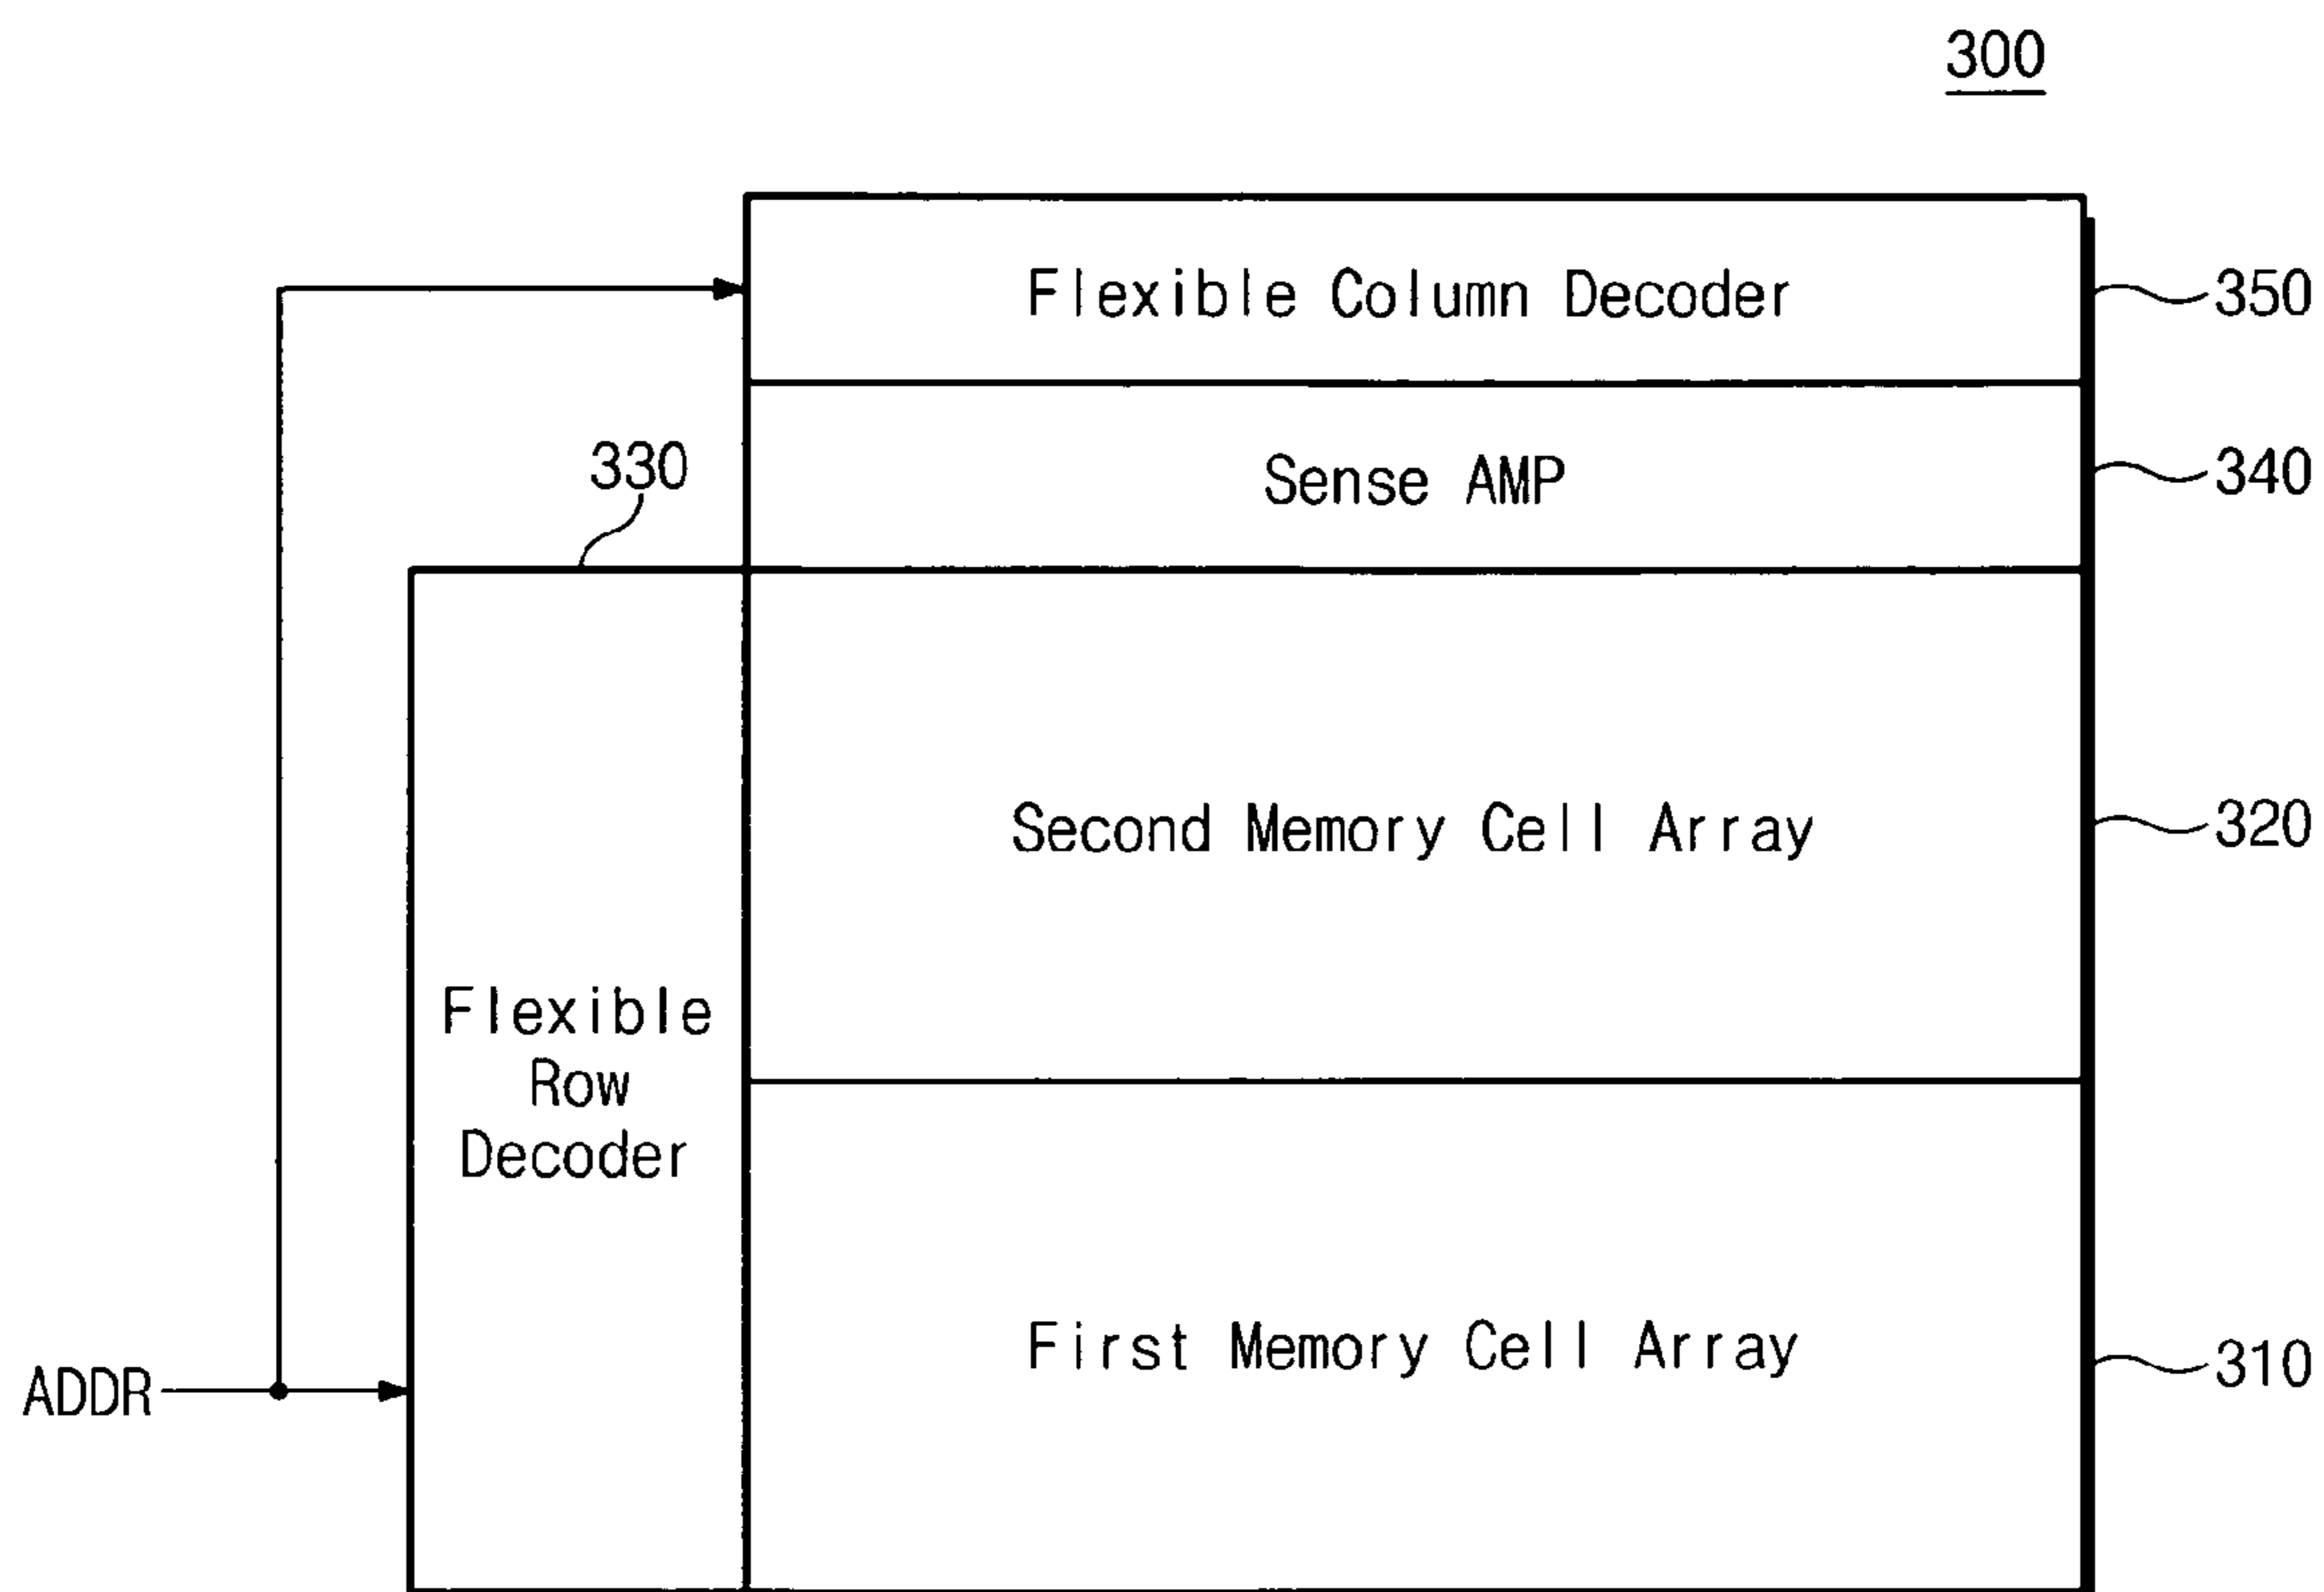 300
Flexible Column Decoder
350
330
Sense AMP
340
Second Memory Cell Array
320
Flexible
Row
Decoder
First Memory Cell Array
310
ADDR